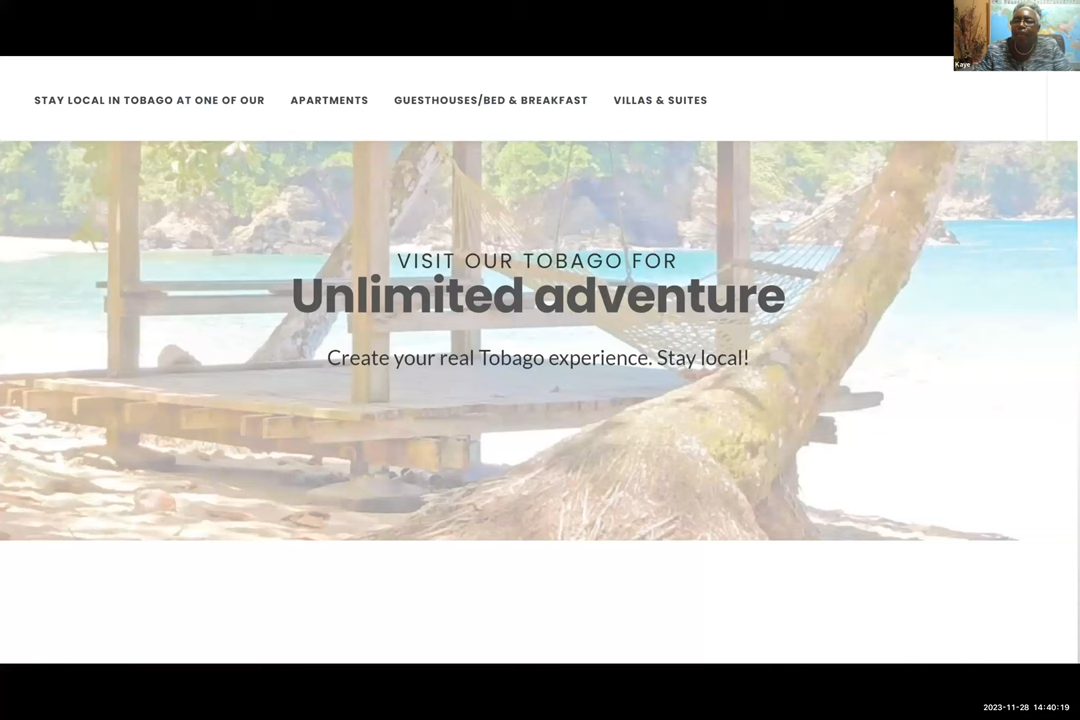 Kaye
STAY LOCAL IN TOBAGO AT ONE OF OUR APARTMENTS GUESTHOUSES/BED & BREAKFAST VILLAS & SUITES
VISIT OUR TOBAGO FOR
Unlimited adventure
Create your real Tobago experience. Stay local!
2023-11-28 14:40:19